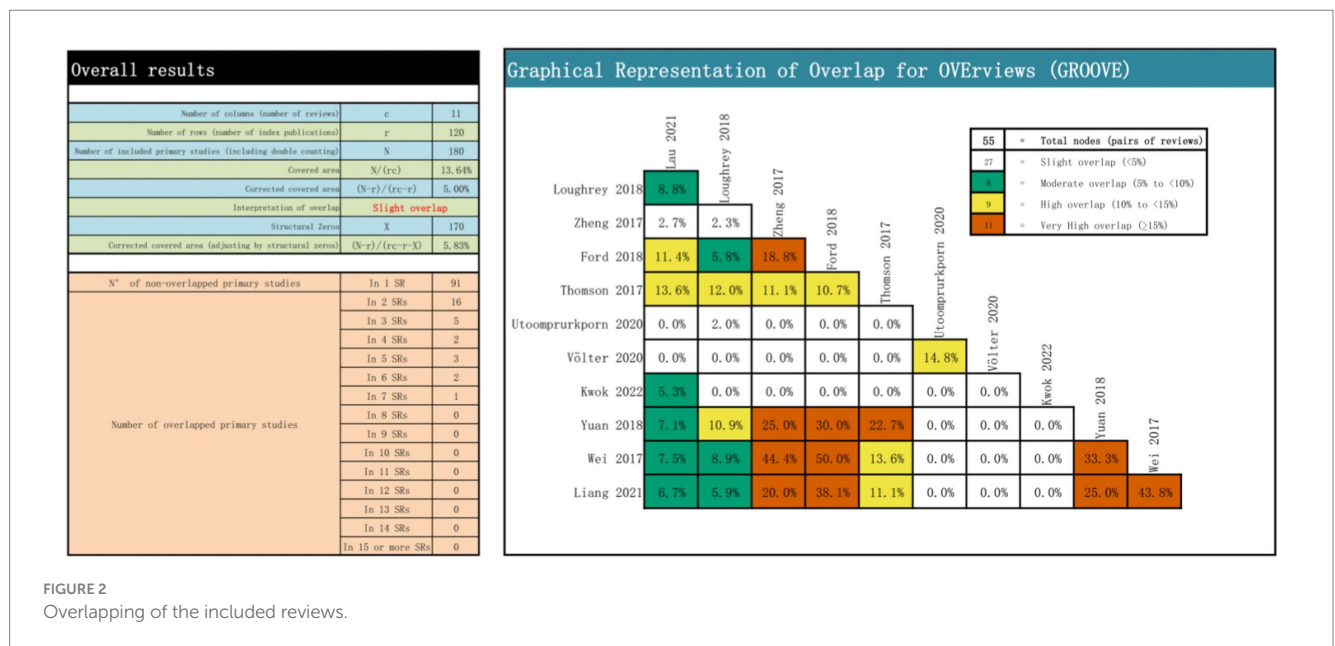 Overall results
Number of columns (number of reviews) c 11
Number of rows (number of index publications) r 120
Number of included primary studies (including double counting) N 180
Covered area N/(rc) 13.64%
Corrected covered area (N-r)/(rc-r) 5.00%
Interpretation of overlap Slight overlap
Structural Zeros X 170
Corrected covered area (adjusting by structural zeros) (N-r)/(rc-r-X) 5.83%
N° of non-overlapped primary studies In 1 SR 91
Number of overlapped primary studies
In 2 SRs 16
In 3 SRs 5
In 4 SRs 2
In 5 SRs 3
In 6 SRs 2
In 7 SRs 1
In 8 SRs 0
In 9 SRs 0
In 10 SRs 0
In 11 SRs 0
In 12 SRs 0
In 13 SRs 0
In 14 SRs 0
In 15 or more SRs 0
Graphical Representation of Overlap for OVErviews (GROOVE)
55 = Total nodes (pairs of reviews)
27 = Slight overlap (<5%)
8 = Moderate overlap (5% to <10%)
9 = High overlap (10% to <15%)
11 = Very High overlap (≥15%)
Lau 2021
Loughrey 2018
Zheng 2017
Ford 2018
Thomson 2017
Utoomprurkporn 2020
Völter 2020
Kwok 2022
Yuan 2018
Wei 2017
Loughrey 2018 8.8%
Zheng 2017 2.7% 2.3%
Ford 2018 11.4% 5.8% 18.8%
Thomson 2017 13.6% 12.0% 11.1% 10.7%
Utoomprurkporn 2020 0.0% 2.0% 0.0% 0.0% 0.0%
Völter 2020 0.0% 0.0% 0.0% 0.0% 0.0% 14.8%
Kwok 2022 5.3% 0.0% 0.0% 0.0% 0.0% 0.0% 0.0%
Yuan 2018 7.1% 10.9% 25.0% 30.0% 22.7% 0.0% 0.0% 0.0%
Wei 2017 7.5% 8.9% 44.4% 50.0% 13.6% 0.0% 0.0% 0.0% 33.3%
Liang 2021 6.7% 5.9% 20.0% 38.1% 11.1% 0.0% 0.0% 0.0% 25.0% 43.8%
FIGURE 2
Overlapping of the included reviews.